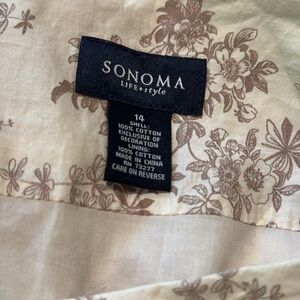 SONOMA
LIFE+style
14
SHELL:
100% COTTON
EXCLUSIVE OF
DECORATION
LINING:
100% COTTON
MADE IN CHINA
RN 73277
CARE ON REVERSE